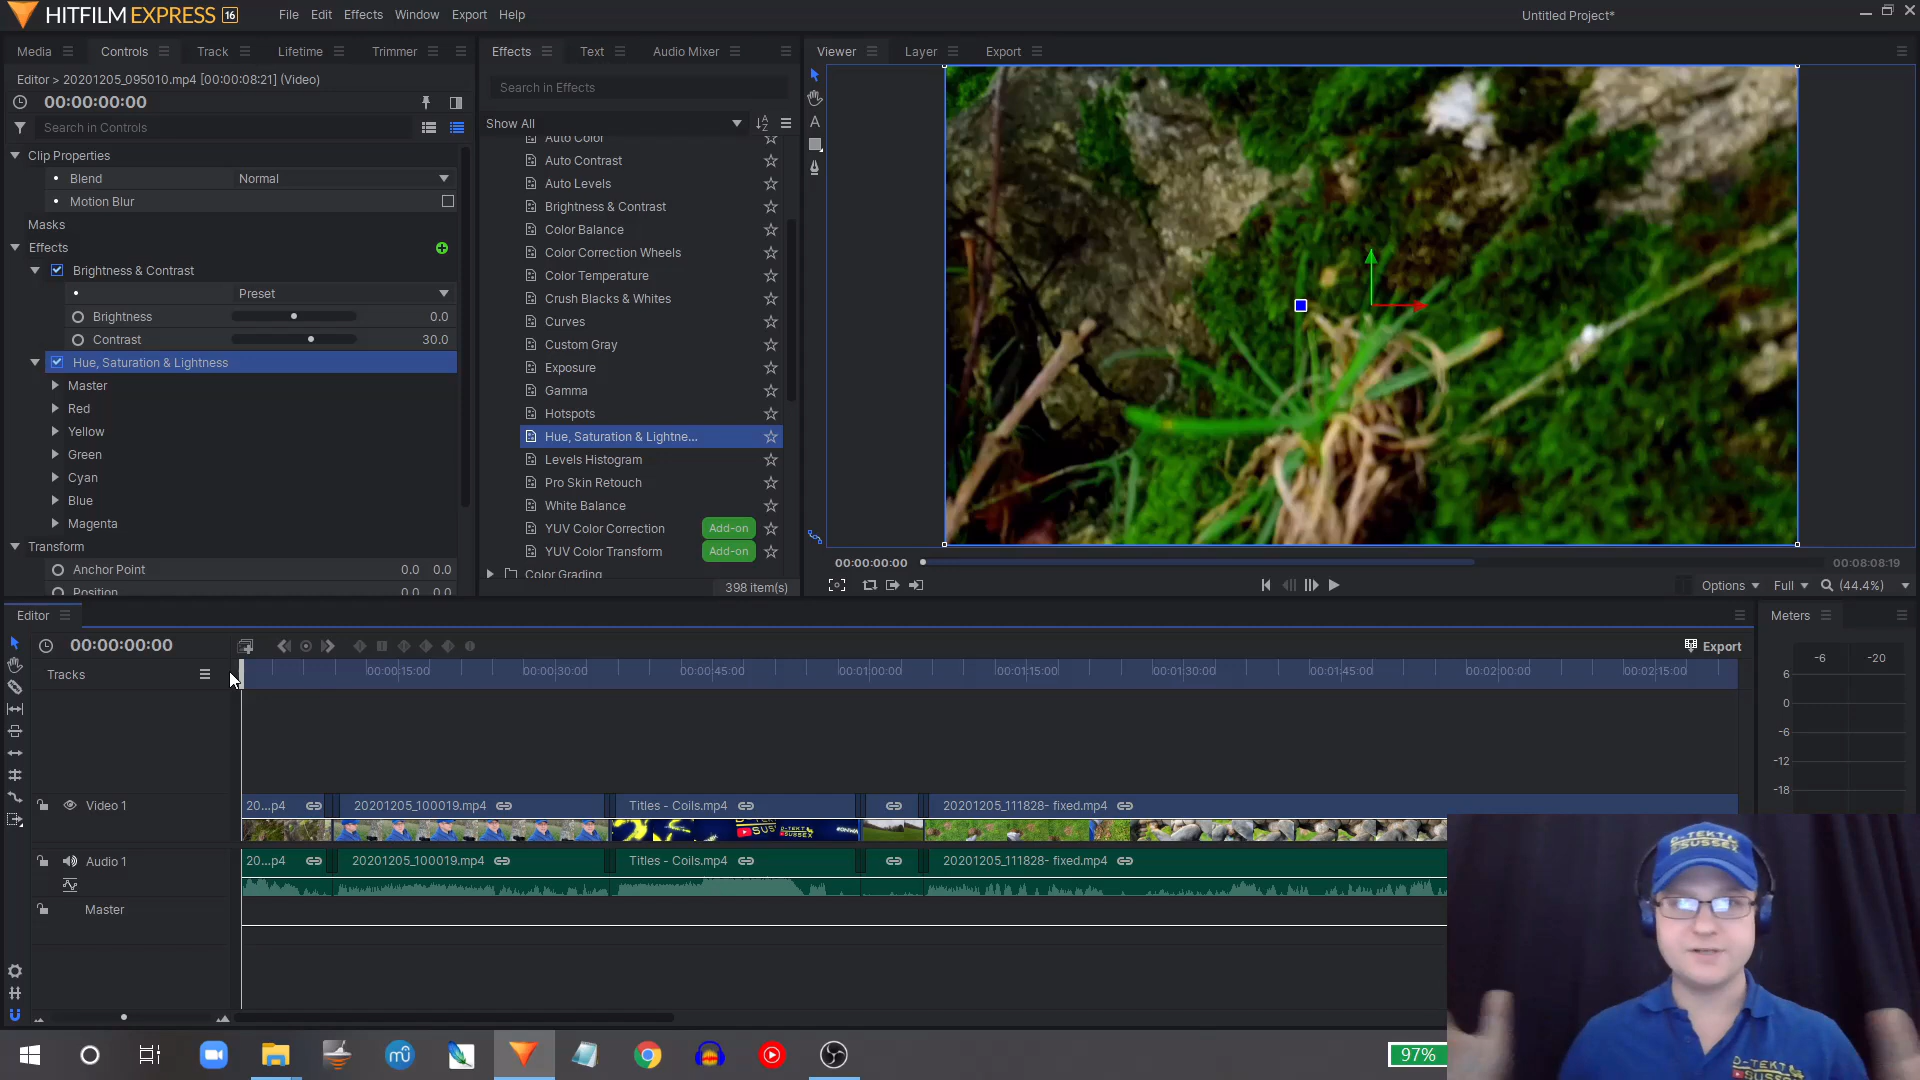 HITFILM EXPRESS 16
File Edit Effects Window Export Help
Untitled Project*
Media Controls Track Lifetime Trimmer
Effects Text Audio Mixer
Viewer Layer Export
Editor > 20201205_095010.mp4 [00:00:08:21] (Video)
00:00:00:00
Search in Controls
Clip Properties
Blend Normal
Motion Blur
Masks
Effects
Brightness & Contrast
Preset
Brightness 0.0
Contrast 30.0
Hue, Saturation & Lightness
Master
Red
Yellow
Green
Cyan
Blue
Magenta
Transform
Anchor Point 0.0 0.0
Position 0.0 0.0
Search in Effects
Show All
Auto Color
Auto Contrast
Auto Levels
Brightness & Contrast
Color Balance
Color Correction Wheels
Color Temperature
Crush Blacks & Whites
Curves
Custom Gray
Exposure
Gamma
Hotspots
Hue, Saturation & Lightne...
Levels Histogram
Pro Skin Retouch
White Balance
YUV Color Correction Add-on
YUV Color Transform Add-on
Color Grading
398 item(s)
00:00:00:00
00:08:08:19
Options Full (44.4%)
Editor
Meters
00:00:00:00
Export
Tracks
00:00:15:00 00:00:30:00 00:00:45:00 00:01:00:00 00:01:15:00 00:01:30:00 00:01:45:00 00:02:00:00 00:02:15:00
-6 -20
6
0
-6
-12
-18
Video 1
20...p4 20201205_100019.mp4 Titles - Coils.mp4 20201205_111828- fixed.mp4
Audio 1
20...p4 20201205_100019.mp4 Titles - Coils.mp4 20201205_111828- fixed.mp4
Master
D-TEKT
SUSSEX
97%
D-TEKT
SUSSE